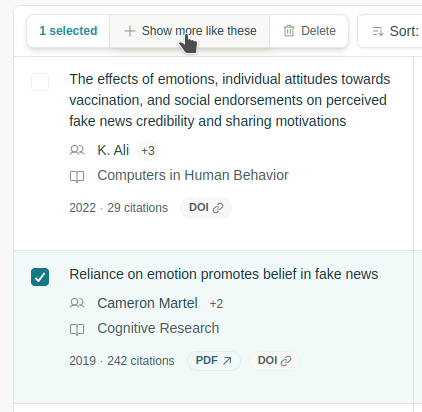 1 selected
Show more like these
Delete
Sort:
The effects of emotions, individual attitudes towards
vaccination, and social endorsements on perceived
fake news credibility and sharing motivations
K. Ali +3
Computers in Human Behavior
2022 · 29 citations DOI
Reliance on emotion promotes belief in fake news
Cameron Martel +2
Cognitive Research
2019 · 242 citations PDF DOI